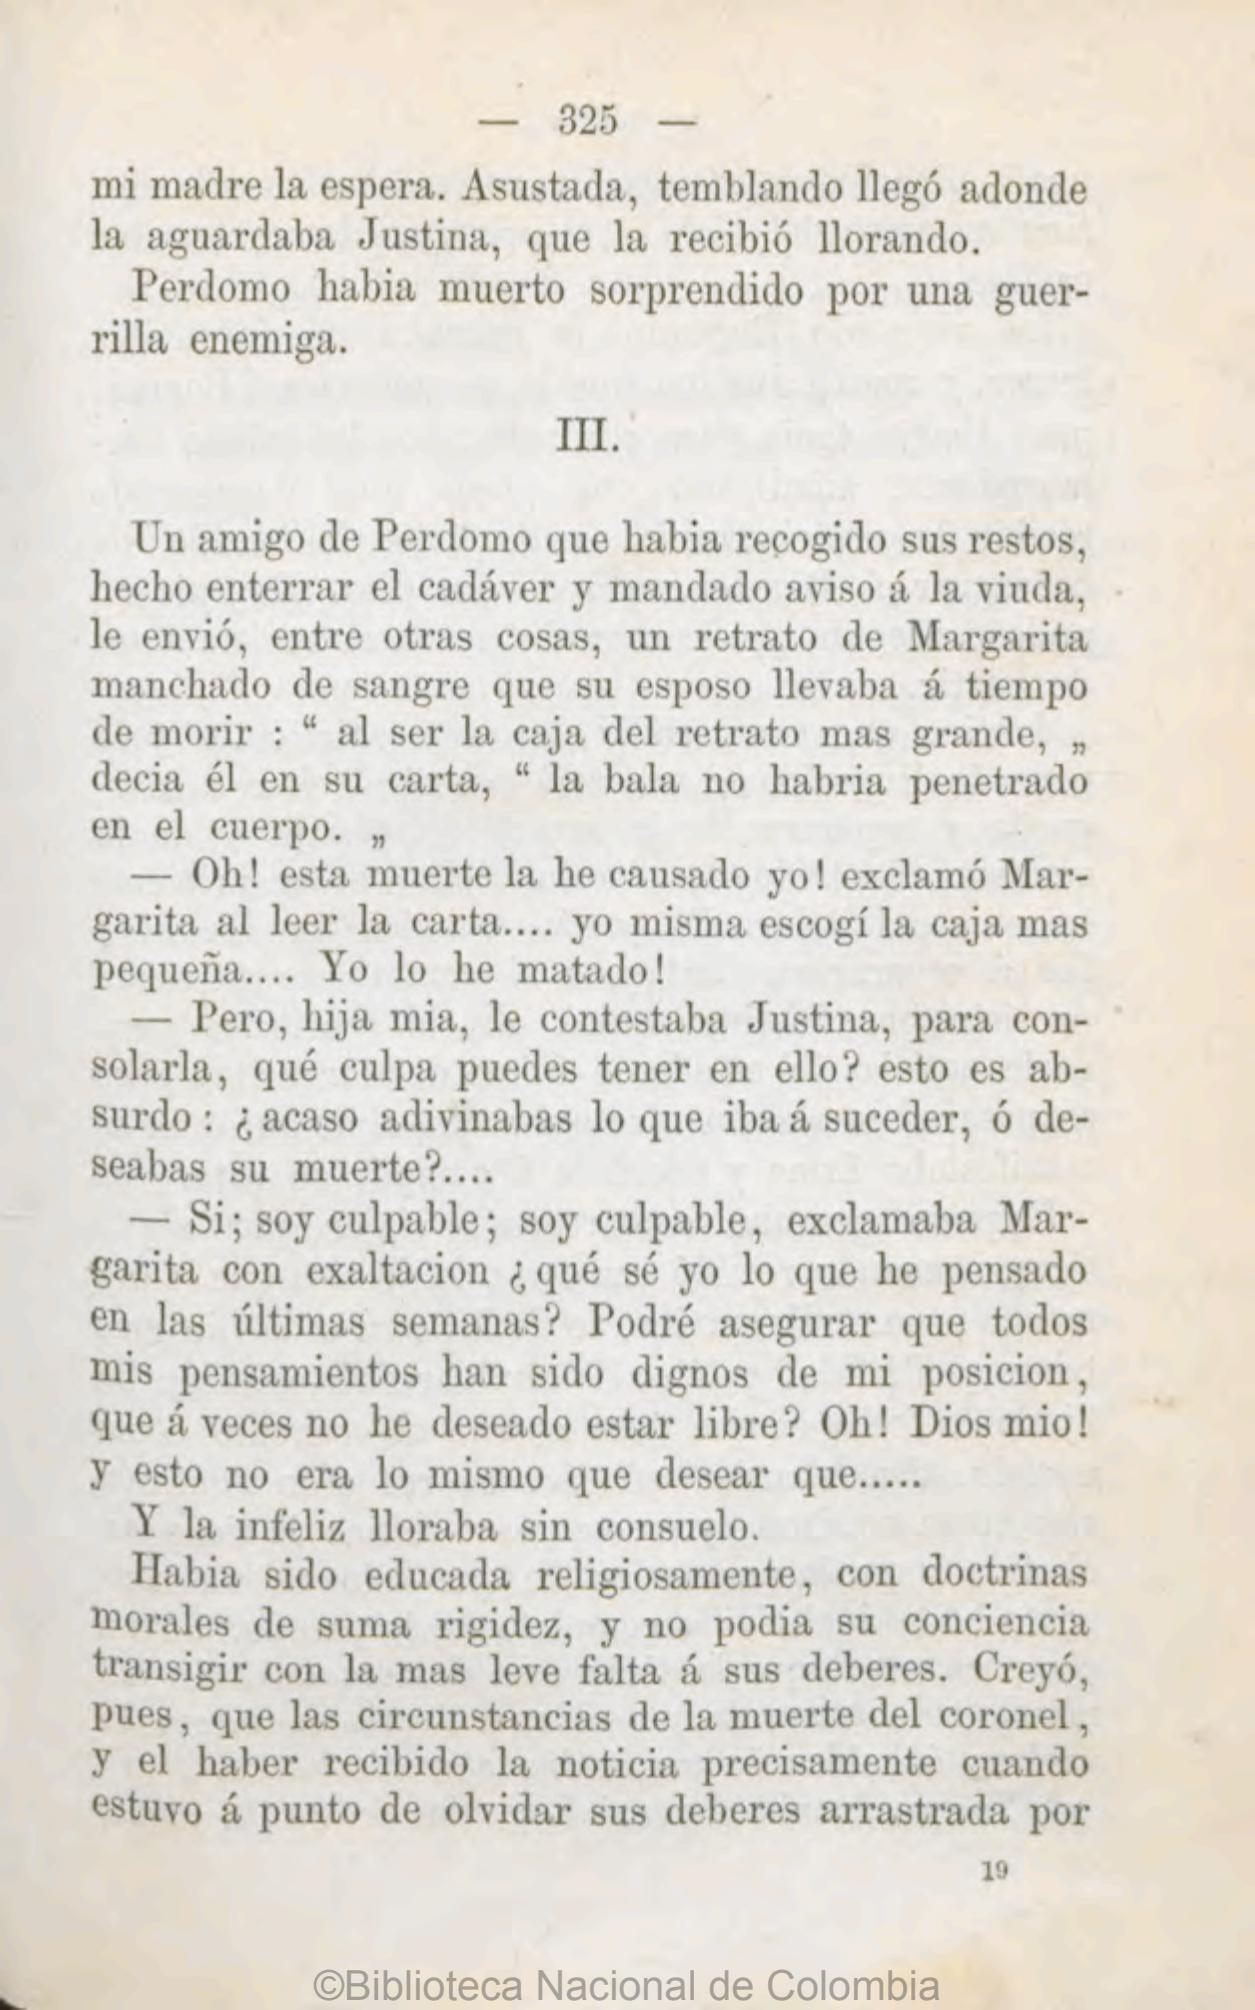 — 325 —
mi madre la espera. Asustada, temblando llegó adonde
la aguardaba Justina, que la recibió llorando.
Perdomo habia muerto sorprendido por una guer-
rilla enemiga.
III.
Un amigo de Perdomo que habia recogido sus restos,
hecho enterrar el cadáver y mandado aviso á la viuda,
le envió, entre otras cosas, un retrato de Margarita
manchado de sangre que su esposo llevaba á tiempo
de morir : “ al ser la caja del retrato mas grande, „
decia él en su carta, “ la bala no habria penetrado
en el cuerpo. „
— Oh! esta muerte la he causado yo! exclamó Mar-
garita al leer la carta.... yo misma escogí la caja mas
pequeña.... Yo lo he matado!
— Pero, hija mia, le contestaba Justina, para con-
solarla, qué culpa puedes tener en ello? esto es ab-
surdo : ¿ acaso adivinabas lo que iba á suceder, ó de-
seabas su muerte?....
— Si; soy culpable; soy culpable, exclamaba Mar-
garita con exaltacion ¿ qué sé yo lo que he pensado
en las últimas semanas? Podré asegurar que todos
mis pensamientos han sido dignos de mi posicion,
que á veces no he deseado estar libre? Oh! Dios mio!
y esto no era lo mismo que desear que.....
Y la infeliz lloraba sin consuelo.
Habia sido educada religiosamente, con doctrinas
morales de suma rigidez, y no podia su conciencia
transigir con la mas leve falta á sus deberes. Creyó,
pues, que las circunstancias de la muerte del coronel,
y el haber recibido la noticia precisamente cuando
estuvo á punto de olvidar sus deberes arrastrada por
19
©Biblioteca Nacional de Colombia